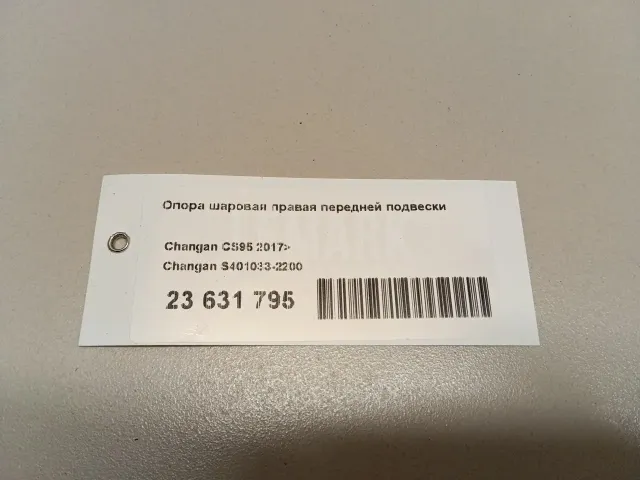 Опора шаровая правая передней подвески
Changan CS95 2017>
Changan S401033-2200
23 631 795